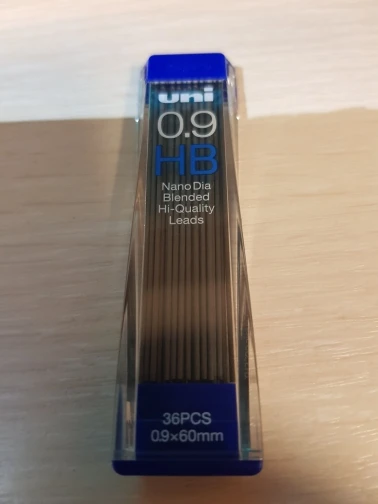 uni
0.9
HB
Nano Dia
Blended
Hi-Quality
Leads
36PCS
0.9×60mm